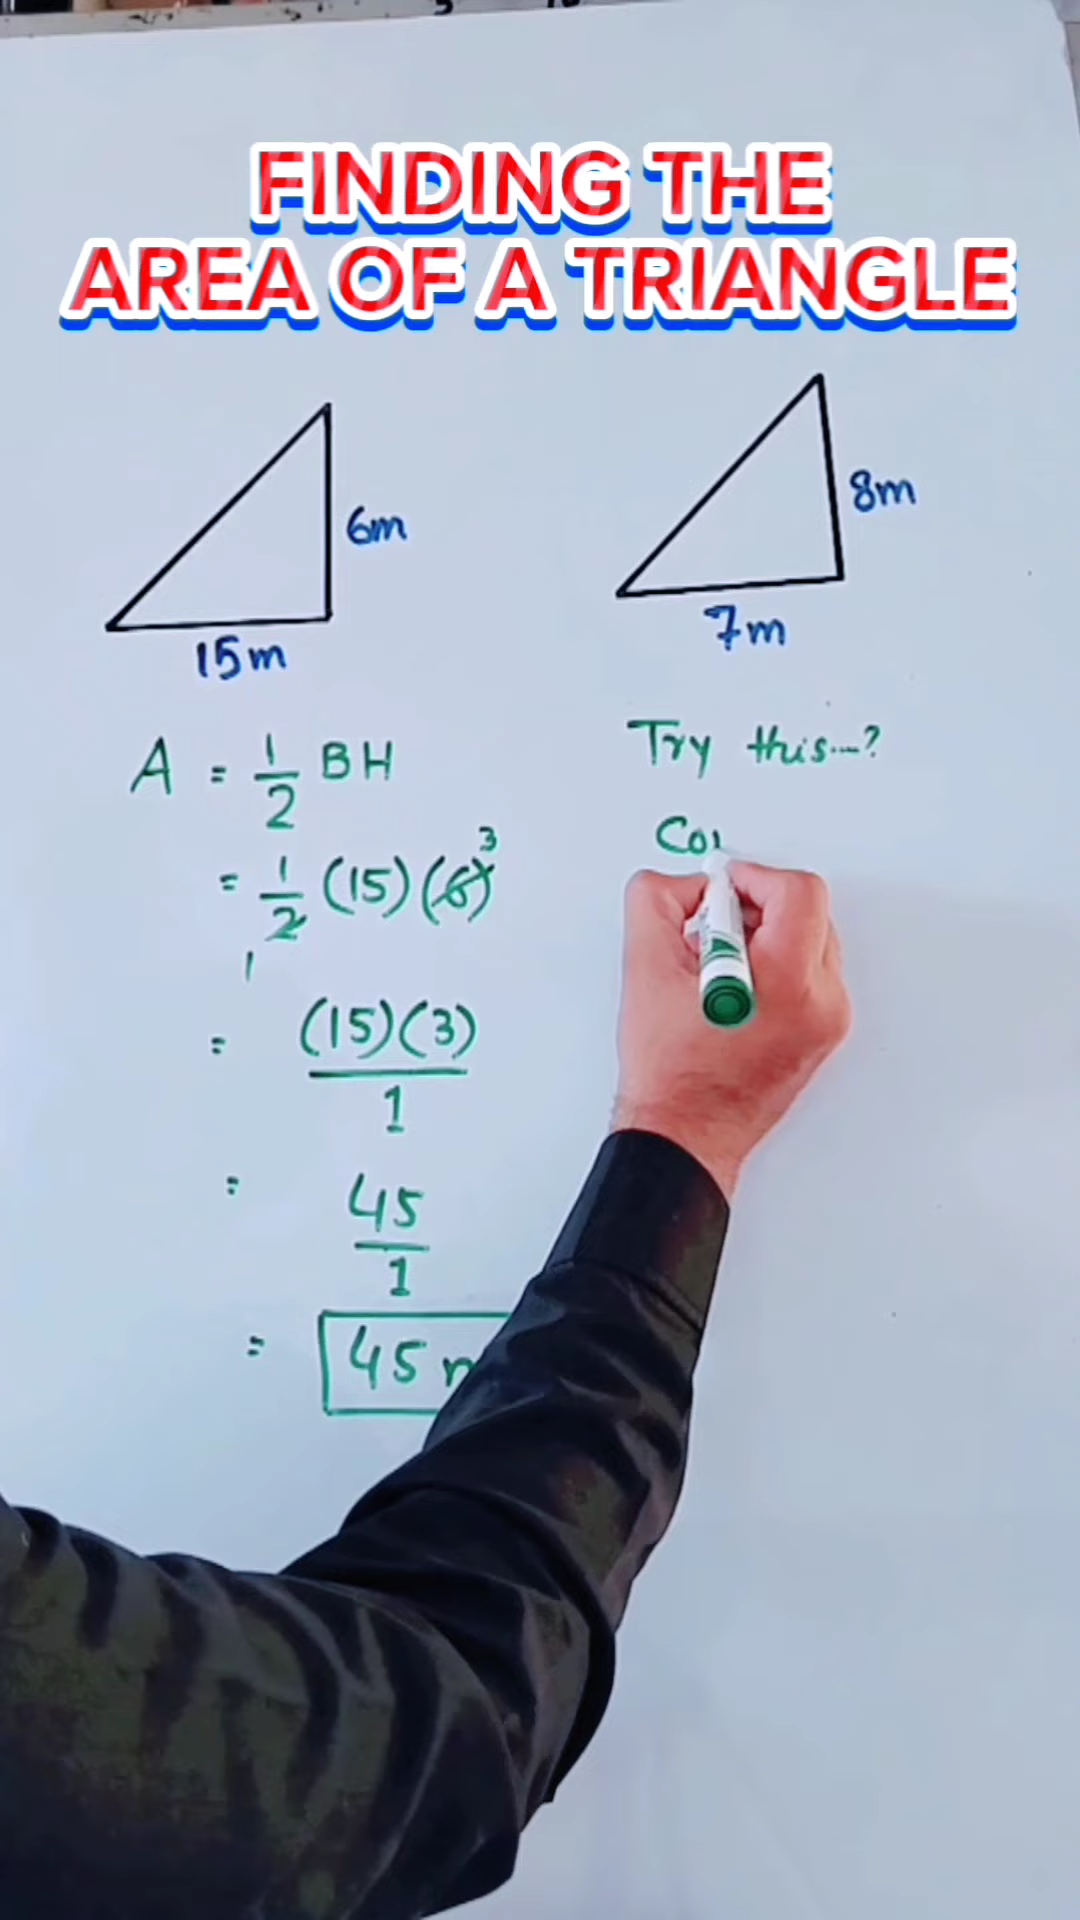 FINDING THE
AREA OF A TRIANGLE
6m
15m
8m
7m
A = 1/2 BH
= 1/2 (15)(6) 3
1
= (15)(3)/1
= 45/1
= 45
Try this....?